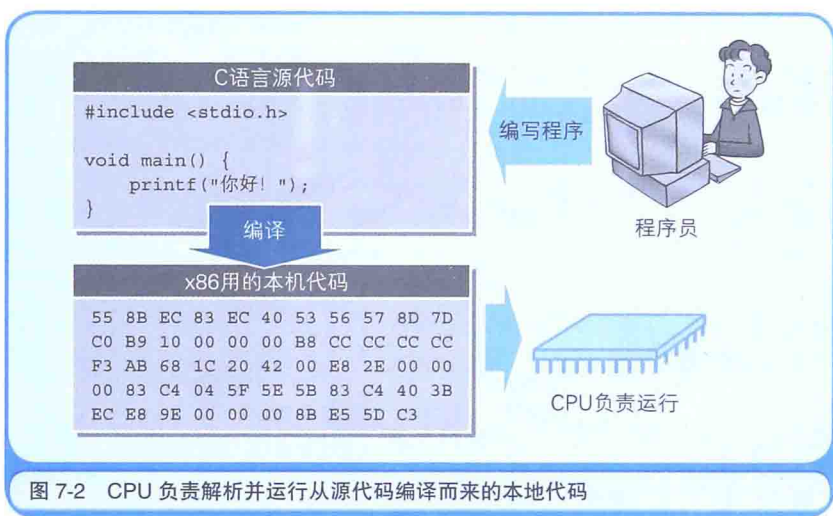 C语言源代码
#include <stdio.h>
void main() {
printf("你好! ");
}
编写程序
程序员
编译
x86用的本机代码
55 8B EC 83 EC 40 53 56 57 8D 7D
C0 B9 10 00 00 00 B8 CC CC CC CC
F3 AB 68 1C 20 42 00 E8 2E 00 00
00 83 C4 04 5F 5E 5B 83 C4 40 3B
EC E8 9E 00 00 00 8B E5 5D C3
CPU负责运行
图 7-2 CPU 负责解析并运行从源代码编译而来的本地代码